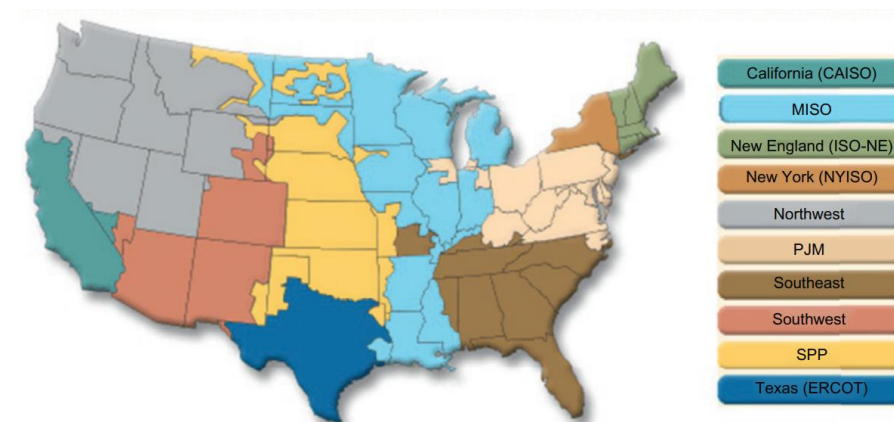 California (CAISO)
MISO
New England (ISO-NE)
New York (NYISO)
Northwest
PJM
Southeast
Southwest
SPP
Texas (ERCOT)